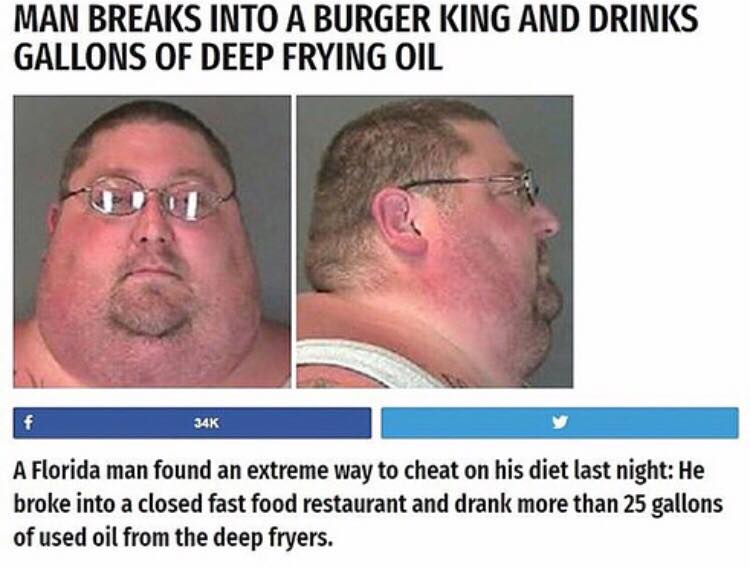 MAN BREAKS INTO A BURGER KING AND DRINKS
GALLONS OF DEEP FRYING OIL
f 34K
A Florida man found an extreme way to cheat on his diet last night: He
broke into a closed fast food restaurant and drank more than 25 gallons
of used oil from the deep fryers.